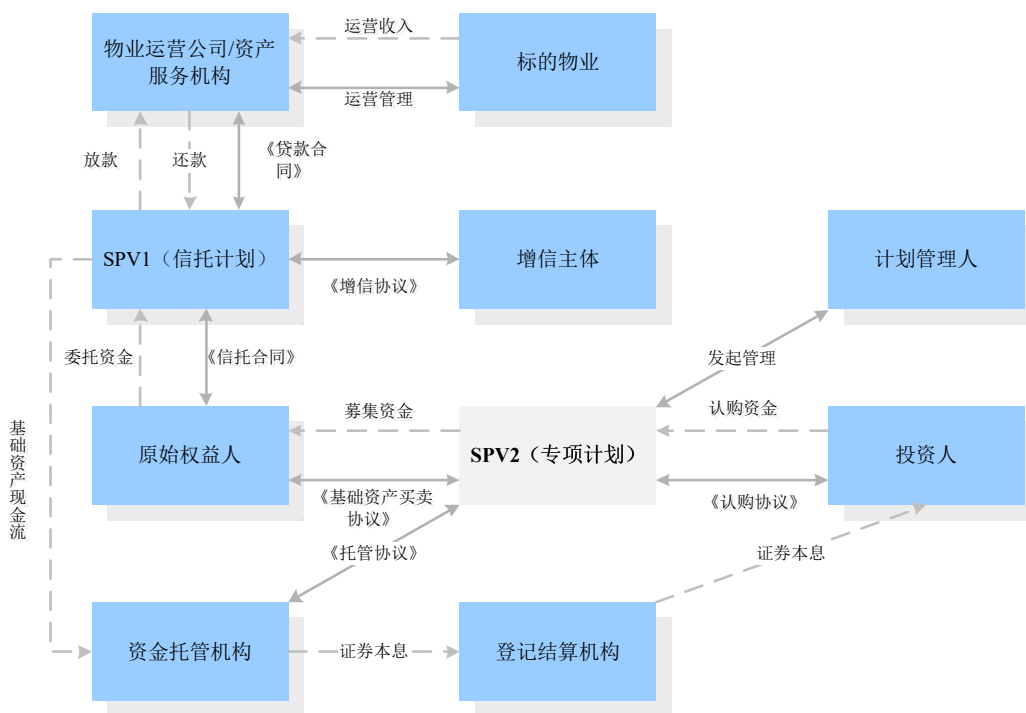 运营收入
物业运营公司/资产
服务机构
标的物业
运营管理
放款
还款
《贷款合
同》
SPV1（信托计划）
增信主体
计划管理人
《增信协议》
委托资金
《信托合同》
发起管理
募集资金
认购资金
基础资产现金流
原始权益人
SPV2（专项计划）
投资人
《基础资产买卖
协议》
《认购协议》
《托管协议》
证券本息
资金托管机构
证券本息
登记结算机构